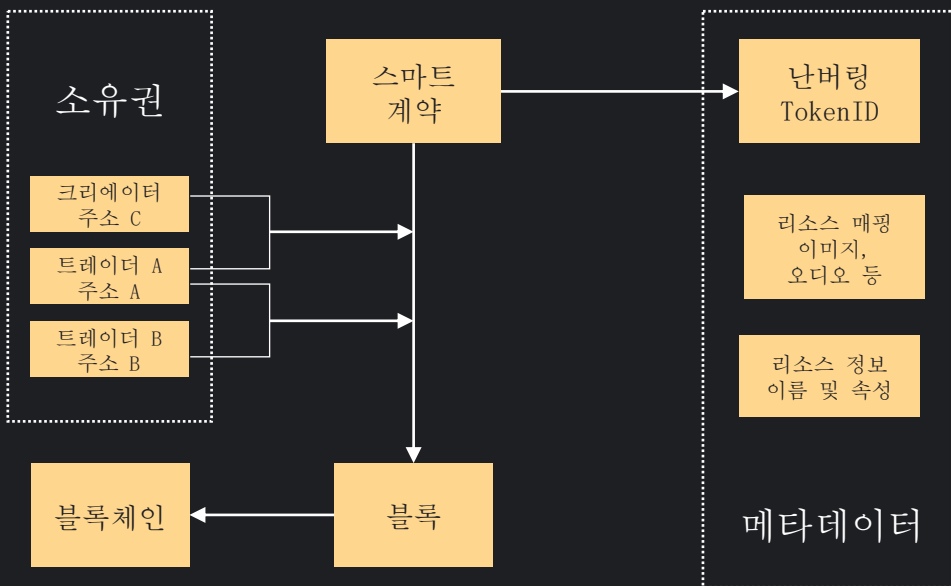 소유권
크리에이터
주소 C
트레이더 A
주소 A
트레이더 B
주소 B
스마트
계약
블록
블록체인
난버링
TokenID
리소스 매핑
이미지,
오디오 등
리소스 정보
이름 및 속성
메타데이터